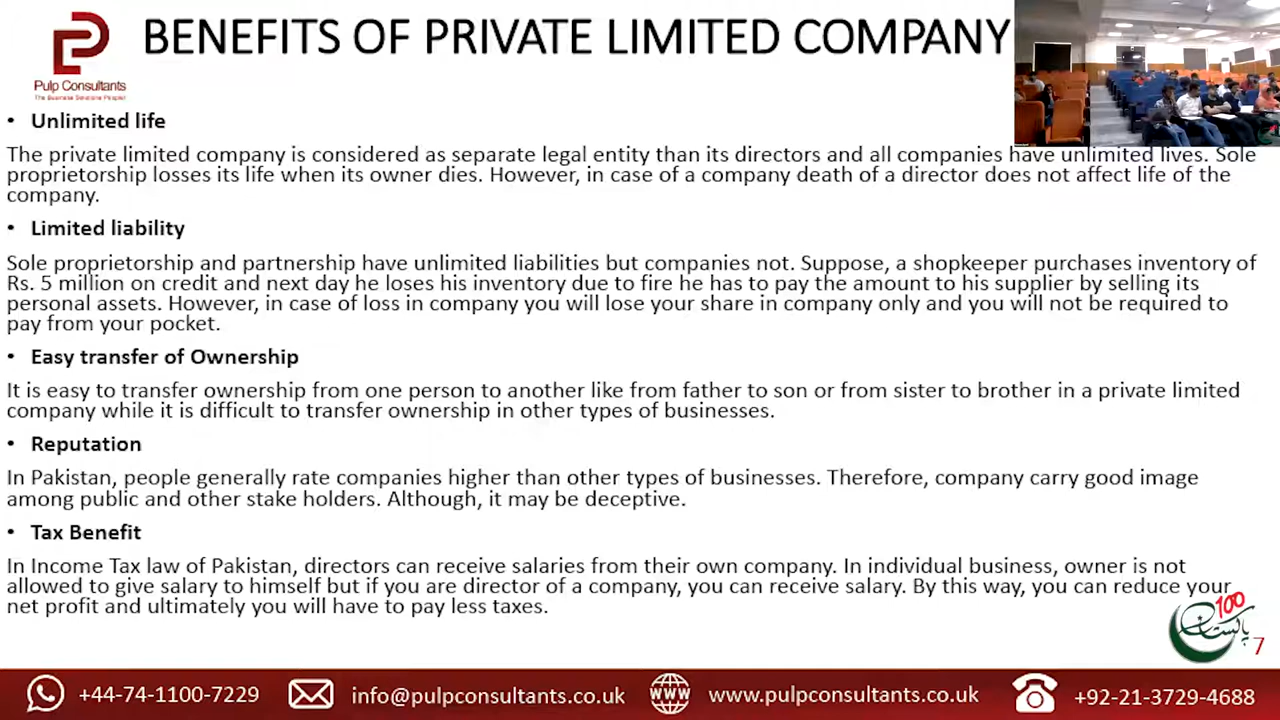 BENEFITS OF PRIVATE LIMITED COMPANY
Pulp Consultants
The Business Solutions People!
• Unlimited life
The private limited company is considered as separate legal entity than its directors and all companies have unlimited lives. Sole
proprietorship losses its life when its owner dies. However, in case of a company death of a director does not affect life of the
company.
• Limited liability
Sole proprietorship and partnership have unlimited liabilities but companies not. Suppose, a shopkeeper purchases inventory of
Rs. 5 million on credit and next day he loses his inventory due to fire he has to pay the amount to his supplier by selling its
personal assets. However, in case of loss in company you will lose your share in company only and you will not be required to
pay from your pocket.
• Easy transfer of Ownership
It is easy to transfer ownership from one person to another like from father to son or from sister to brother in a private limited
company while it is difficult to transfer ownership in other types of businesses.
• Reputation
In Pakistan, people generally rate companies higher than other types of businesses. Therefore, company carry good image
among public and other stake holders. Although, it may be deceptive.
• Tax Benefit
In Income Tax law of Pakistan, directors can receive salaries from their own company. In individual business, owner is not
allowed to give salary to himself but if you are director of a company, you can receive salary. By this way, you can reduce your
net profit and ultimately you will have to pay less taxes.
100
پاکستان
7
+44-74-1100-7229
info@pulpconsultants.co.uk
WWW
www.pulpconsultants.co.uk
+92-21-3729-4688